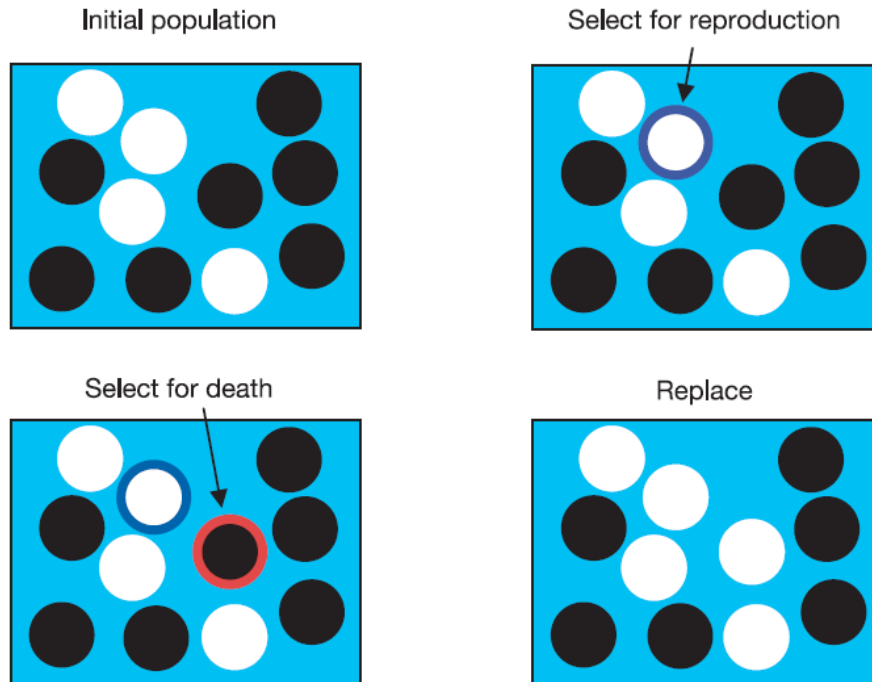 Initial population
Select for reproduction
Select for death
Replace